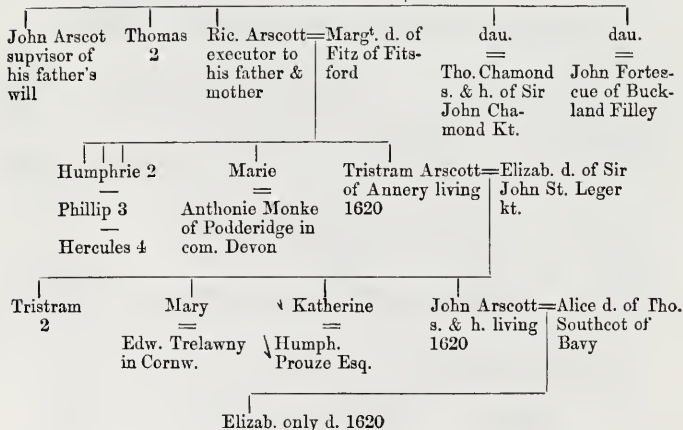 John Arscot
supvisor of
his father's
will
Thomas
2
Ric. Arscott
executor to
his father &
mother
=
Margt. d. of
Fitz of Fits-
ford
dau.
=
Tho. Chamond
s. & h. of Sir
John Cha-
mond Kt.
dau.
=
John Fortes-
cue of Buck-
land Filley
Humphrie 2
—
Phillip 3
—
Hercules 4
Marie
=
Anthonie Monke
of Podderidge in
com. Devon
Tristram Arscott
of Annery living
1620
=
Elizab. d. of Sir
John St. Leger
kt.
Tristram
2
Mary
=
Edw. Trelawny
in Cornw.
Katherine
=
Humph.
Prouze Esq.
John Arscott
s. & h. living
1620
=
Alice d. of Tho.
Southcot of
Bavy
Elizab. only d. 1620